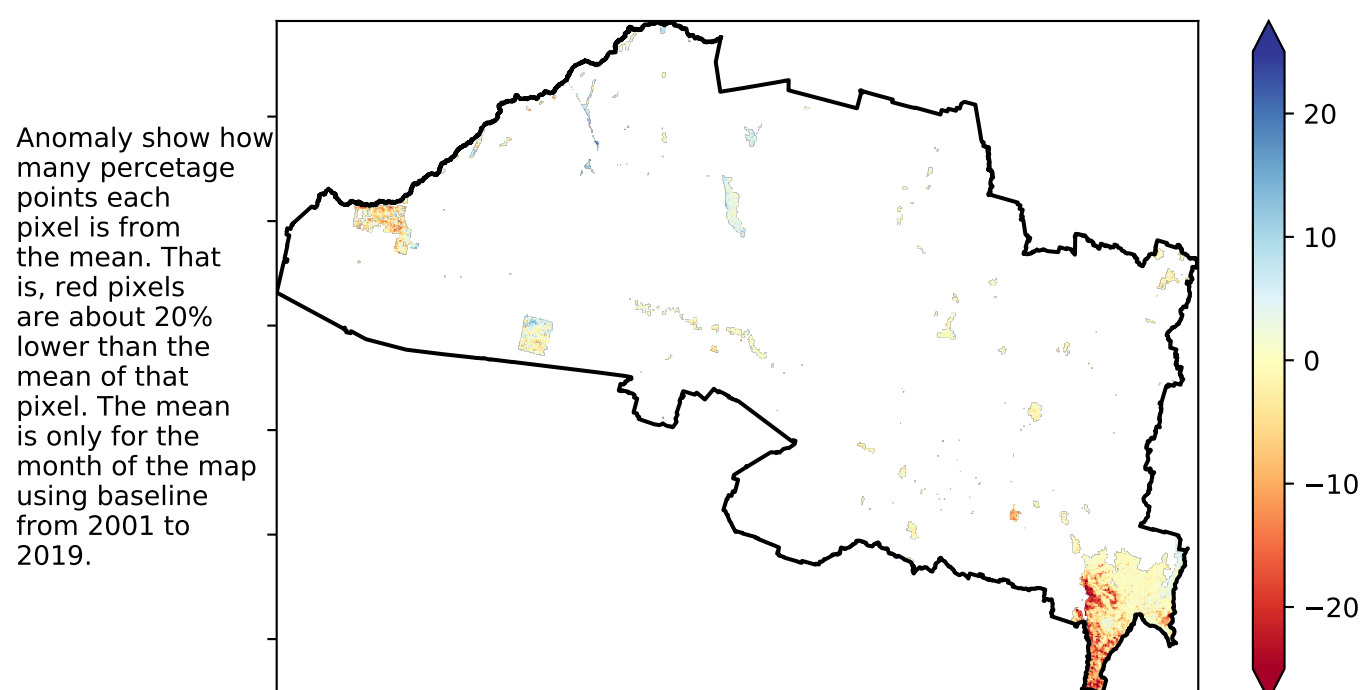 Anomaly show how
many percetage
points each
pixel is from
the mean. That
is, red pixels
are about 20%
lower than the
mean of that
pixel. The mean
is only for the
month of the map
using baseline
from 2001 to
2019.
20
10
0
−10
−20